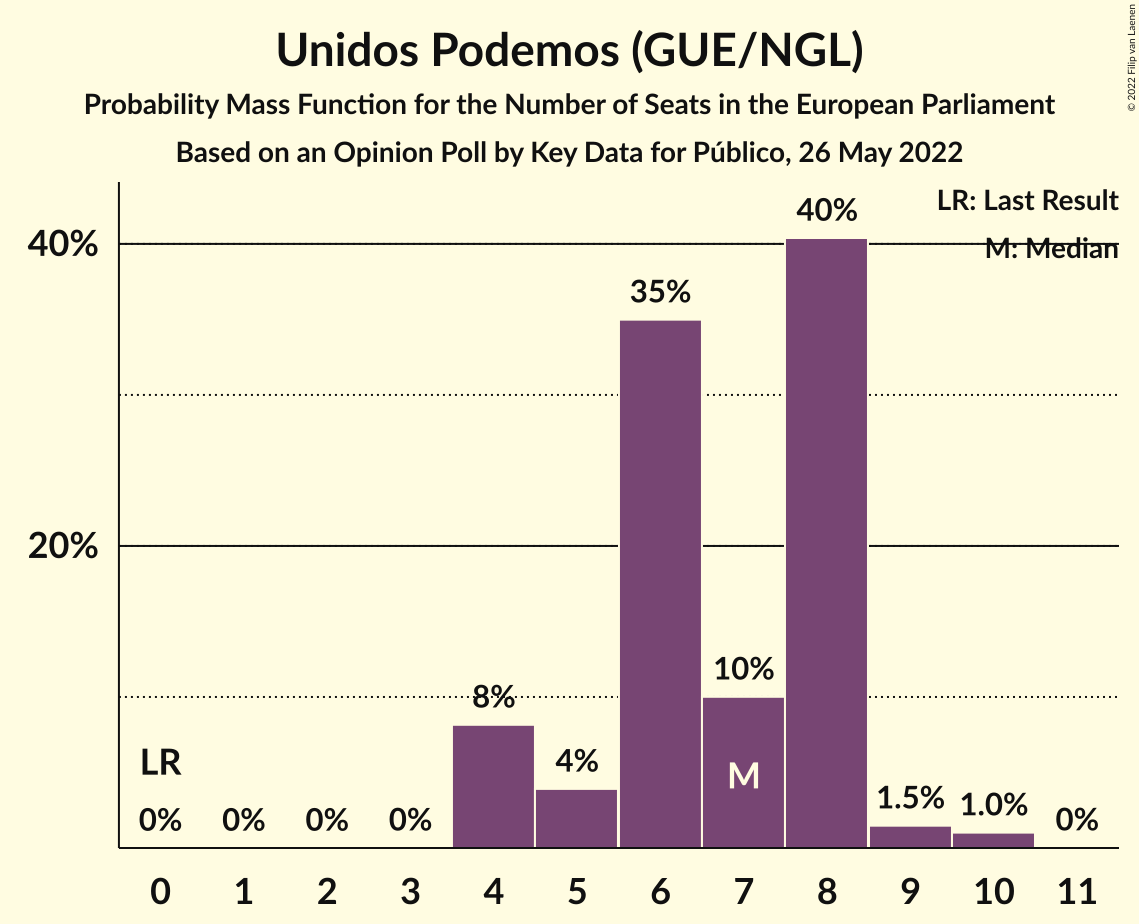 Unidos Podemos (GUE/NGL)
Probability Mass Function for the Number of Seats in the European Parliament
Based on an Opinion Poll by Key Data for Público, 26 May 2022
© 2022 Filip van Laenen
LR: Last Result
M: Median
40%
20%
LR
0%
0%
0%
0%
8%
4%
35%
10%
M
40%
1.5%
1.0%
0%
0 1 2 3 4 5 6 7 8 9 10 11